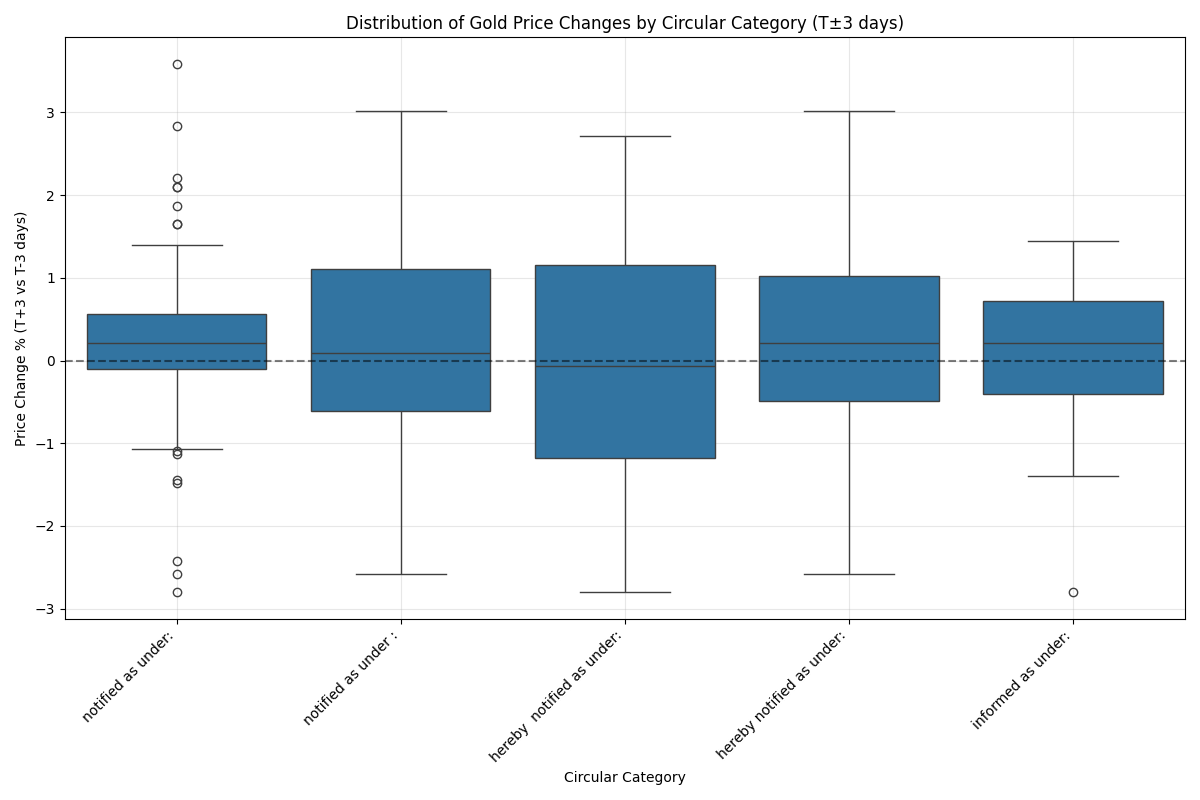 Distribution of Gold Price Changes by Circular Category (T±3 days)
Price Change % (T+3 vs T-3 days)
3
2
1
0
−1
−2
−3
notified as under:
notified as under :
hereby  notified as under:
hereby notified as under:
informed as under:
Circular Category